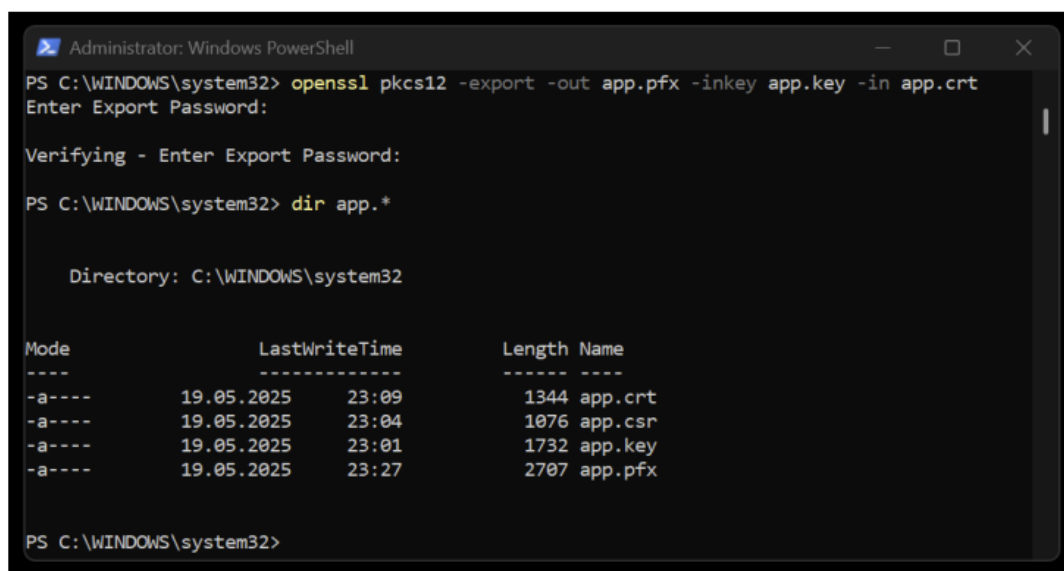 Administrator: Windows PowerShell
PS C:\WINDOWS\system32> openssl pkcs12 -export -out app.pfx -inkey app.key -in app.crt
Enter Export Password:
Verifying - Enter Export Password:
PS C:\WINDOWS\system32> dir app.*
Directory: C:\WINDOWS\system32
Mode LastWriteTime Length Name
---- ------------- ------ ----
-a---- 19.05.2025 23:09 1344 app.crt
-a---- 19.05.2025 23:04 1076 app.csr
-a---- 19.05.2025 23:01 1732 app.key
-a---- 19.05.2025 23:27 2707 app.pfx
PS C:\WINDOWS\system32>